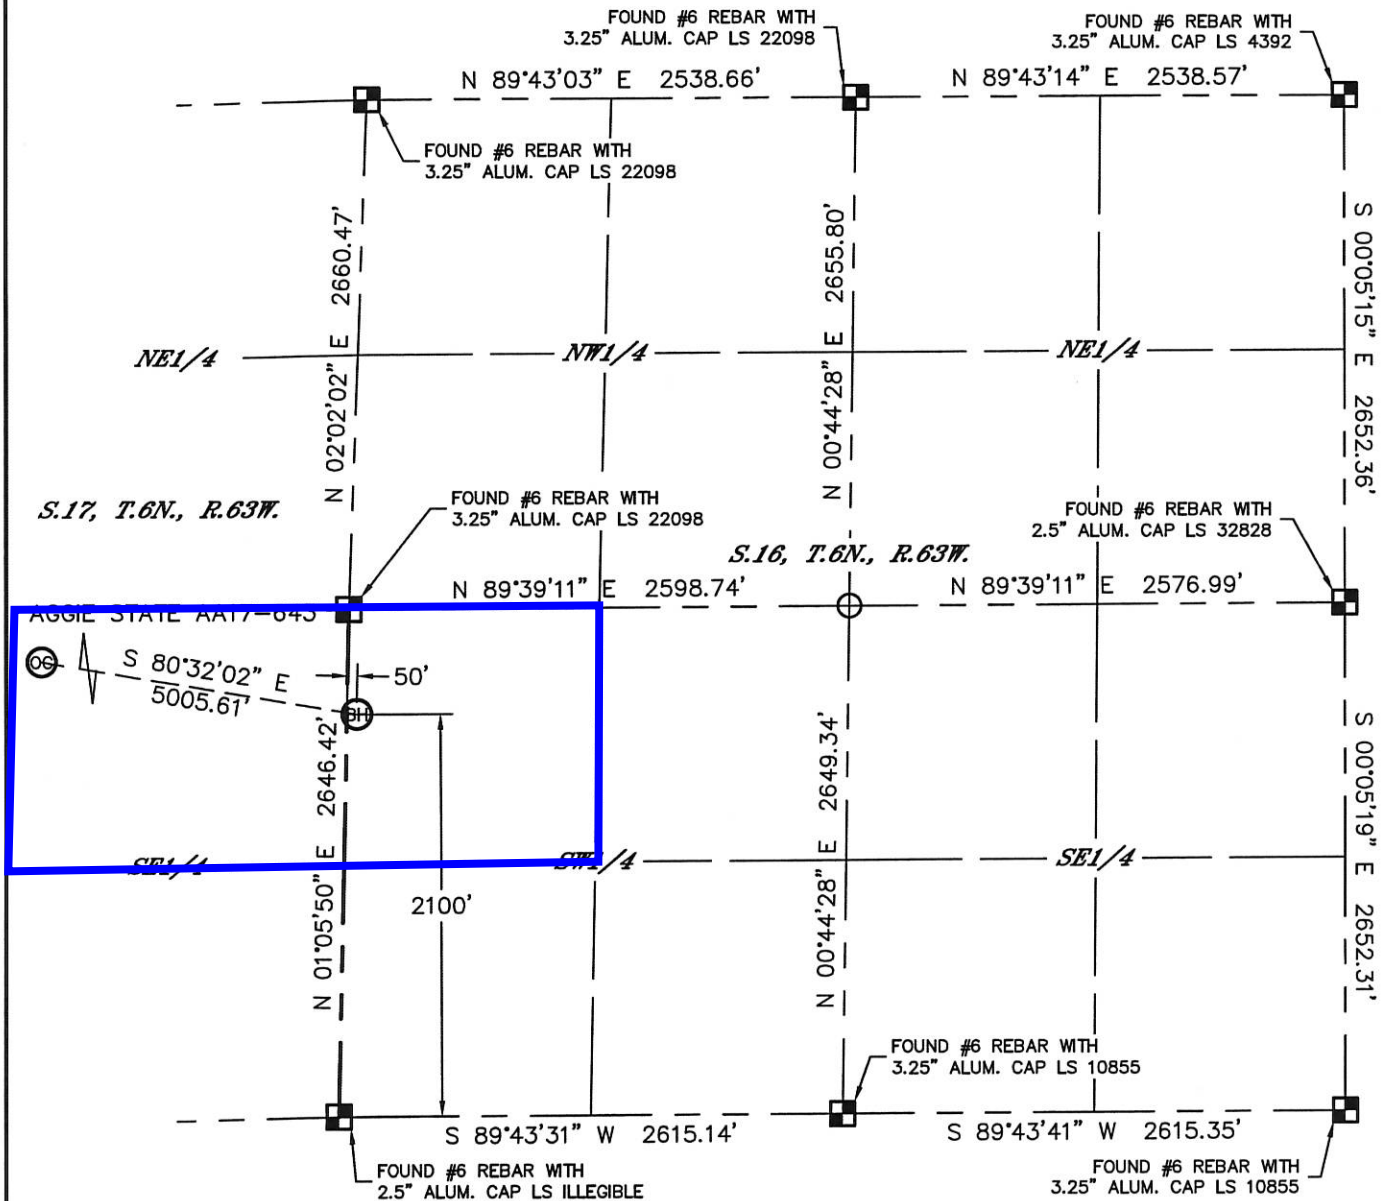 FOUND #6 REBAR WITH
3.25" ALUM. CAP LS 22098
FOUND #6 REBAR WITH
3.25" ALUM. CAP LS 4392
N 89°43'03" E 2538.66'
N 89°43'14" E 2538.57'
FOUND #6 REBAR WITH
3.25" ALUM. CAP LS 22098
N 02°02'02" E 2660.47'
N 00°44'28" E 2655.80'
S 00°05'15" E 2652.36'
NE1/4
NW1/4
NE1/4
S.17, T.6N., R.63W.
FOUND #6 REBAR WITH
3.25" ALUM. CAP LS 22098
FOUND #6 REBAR WITH
2.5" ALUM. CAP LS 32828
S.16, T.6N., R.63W.
N 89°39'11" E 2598.74'
N 89°39'11" E 2576.99'
AGGIE STATE AA17-645
OG
S 80°32'02" E
5005.61'
50'
BH
N 01°05'50" E 2646.42'
N 00°44'28" E 2649.34'
S 00°05'19" E 2652.31'
SE1/4
SW1/4
SE1/4
2100'
FOUND #6 REBAR WITH
3.25" ALUM. CAP LS 10855
S 89°43'31" W 2615.14'
S 89°43'41" W 2615.35'
FOUND #6 REBAR WITH
2.5" ALUM. CAP LS ILLEGIBLE
FOUND #6 REBAR WITH
3.25" ALUM. CAP LS 10855